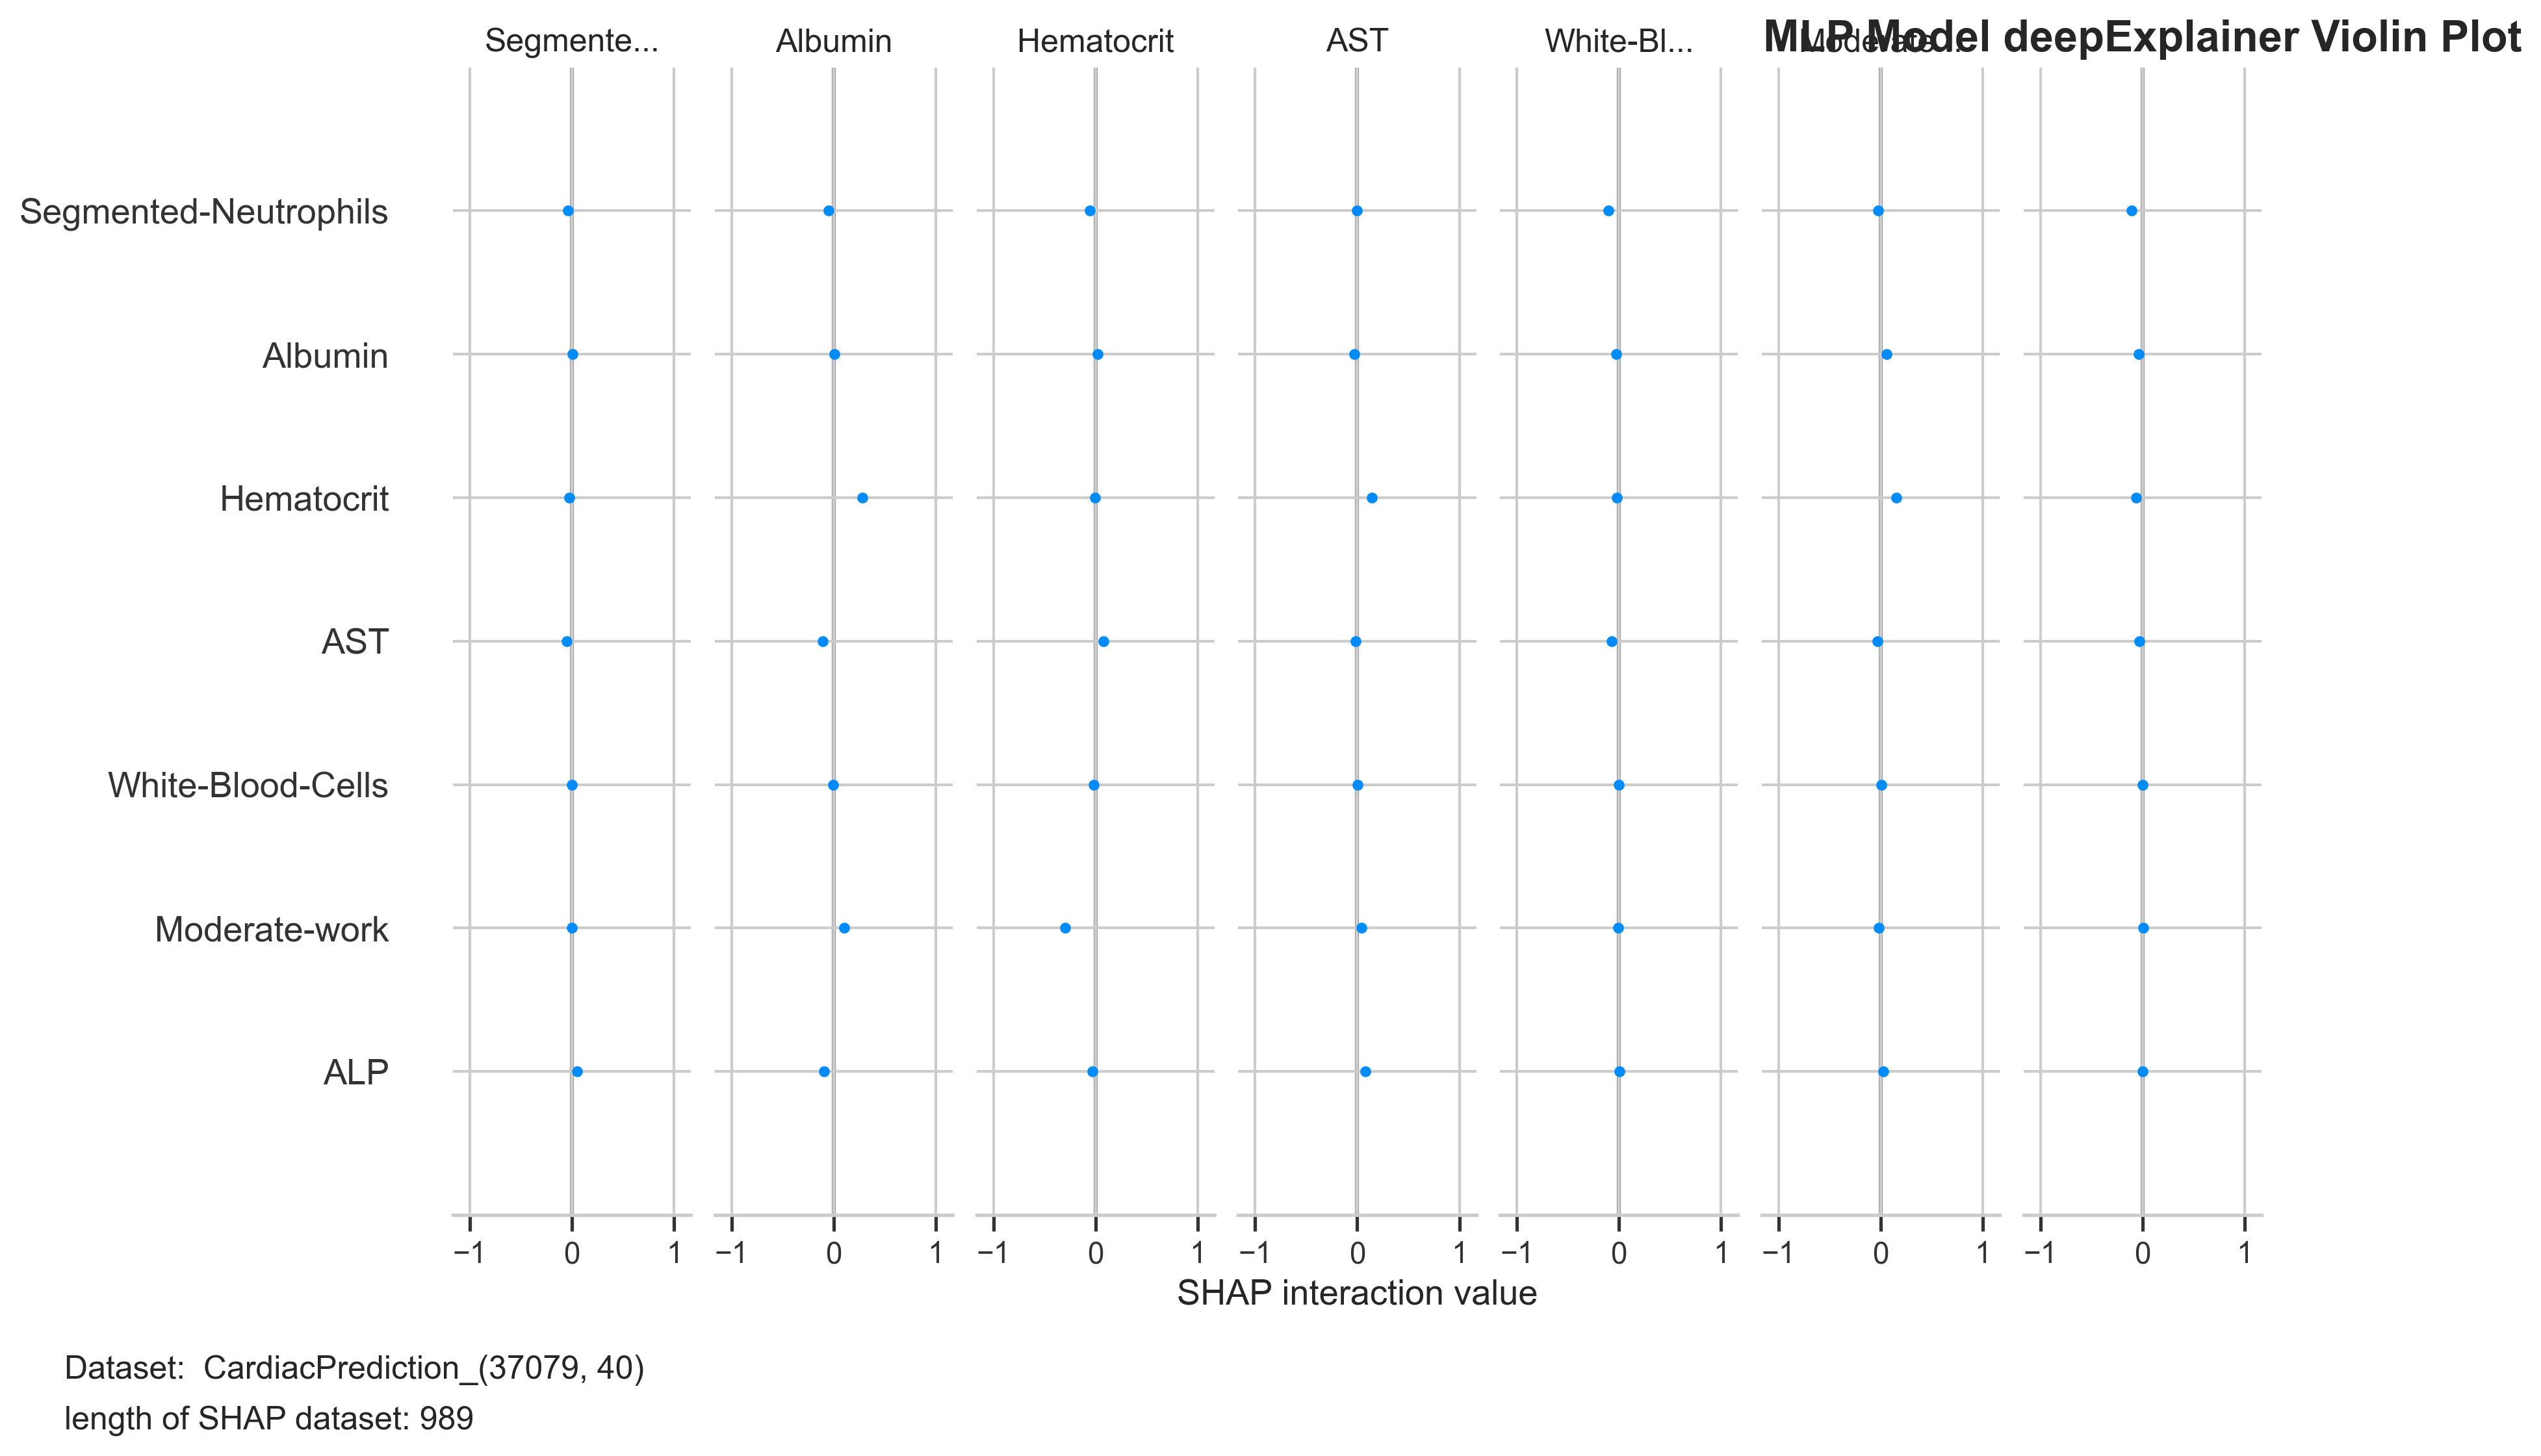 MLP Model deepExplainer Violin Plot
Segmente... Albumin Hematocrit AST White-Bl... Moderate...
Segmented-Neutrophils
Albumin
Hematocrit
AST
White-Blood-Cells
Moderate-work
ALP
−1 0 1 −1 0 1 −1 0 1 −1 0 1 −1 0 1 −1 0 1 −1 0 1
SHAP interaction value
Dataset: CardiacPrediction_(37079, 40)
length of SHAP dataset: 989